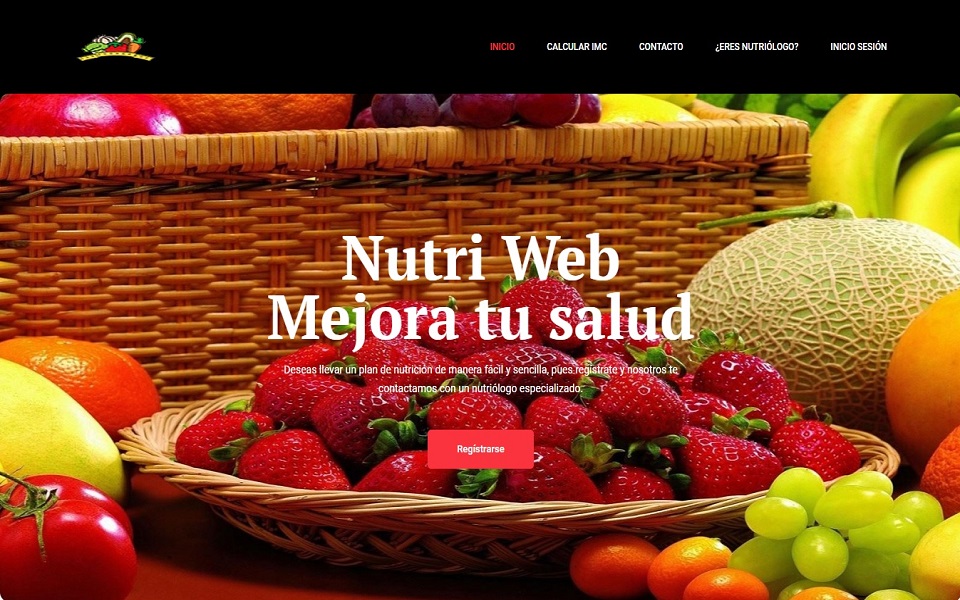 INICIO
CALCULAR IMC
CONTACTO
¿ERES NUTRIÓLOGO?
INICIO SESIÓN
Nutri Web
Mejora tu salud
Deseas llevar un plan de nutrición de manera fácil y sencilla, pues regístrate y nosotros te
contactamos con un nutriólogo especializado.
Registrarse